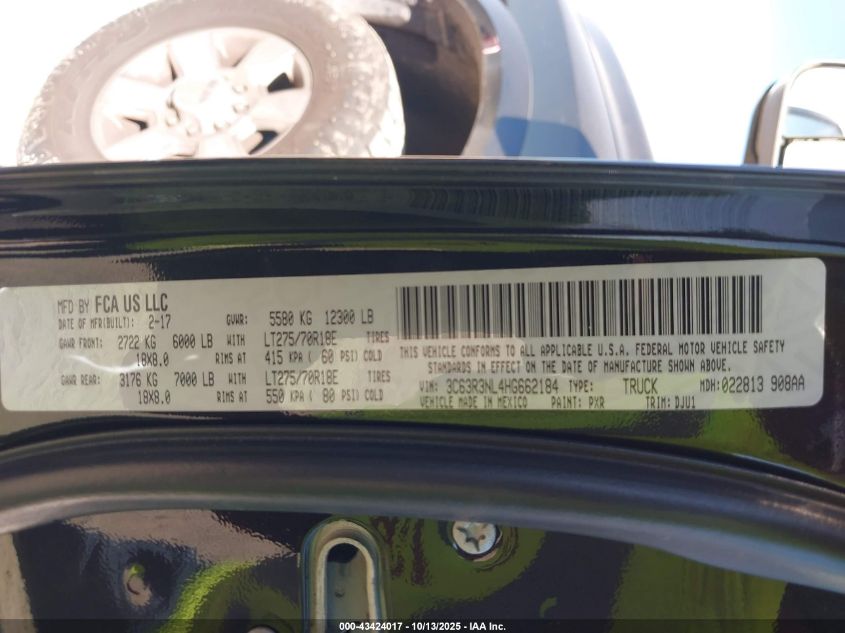 MFD BY FCA US LLC
DATE OF MFR(BUILT): 2-17 GVWR: 5580 KG 12300 LB
GAWR FRONT: 2722 KG 6000 LB WITH LT275/70R18E TIRES
18X8.0 RIMS AT 415 KPA ( 60 PSI) COLD
GAWR REAR: 3176 KG 7000 LB WITH LT275/70R18E TIRES
18X8.0 RIMS AT 550 KPA ( 80 PSI) COLD
THIS VEHICLE CONFORMS TO ALL APPLICABLE U.S.A. FEDERAL MOTOR VEHICLE SAFETY
STANDARDS IN EFFECT ON THE DATE OF MANUFACTURE SHOWN ABOVE.
VIN: 3C63R3NL4HG662184 TYPE: TRUCK MDH: 022813 908AA
VEHICLE MADE IN MEXICO PAINT: PXR TRIM: DJU1
000-43424017 - 10/13/2025 - IAA Inc.